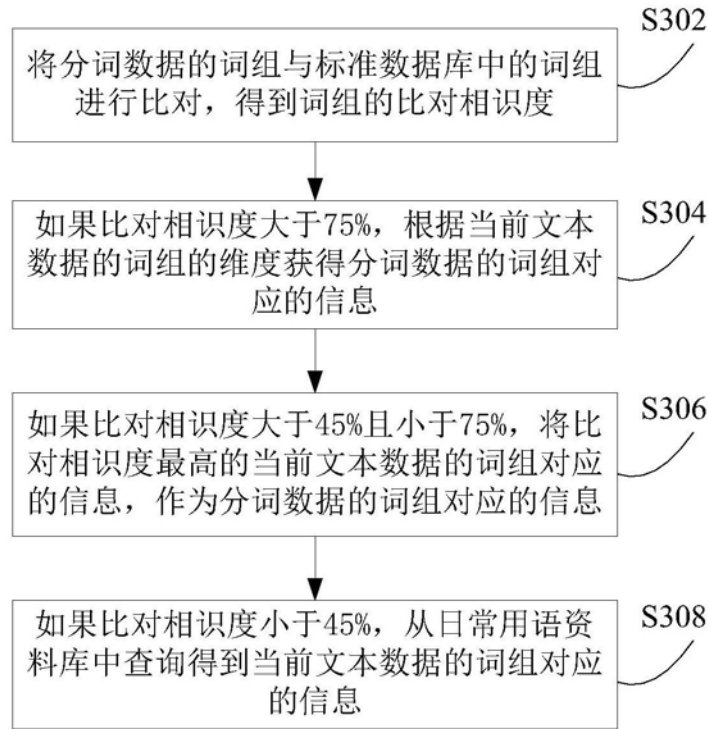 S302
将分词数据的词组与标准数据库中的词组
进行比对，得到词组的比对相识度
S304
如果比对相识度大于75%，根据当前文本
数据的词组的维度获得分词数据的词组对
应的信息
S306
如果比对相识度大于45%且小于75%，将比
对相识度最高的当前文本数据的词组对应
的信息，作为分词数据的词组对应的信息
S308
如果比对相识度小于45%，从日常用语资
料库中查询得到当前文本数据的词组对应
的信息